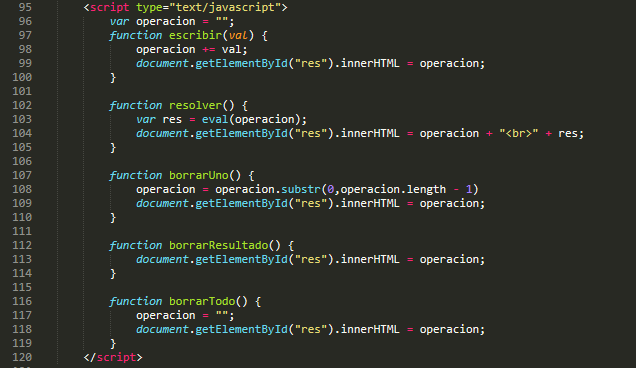 95 <script type="text/javascript">
96 var operacion = "";
97 function escribir(val) {
98 operacion += val;
99 document.getElementById("res").innerHTML = operacion;
100 }
101
102 function resolver() {
103 var res = eval(operacion);
104 document.getElementById("res").innerHTML = operacion + "<br>" + res;
105 }
106
107 function borrarUno() {
108 operacion = operacion.substr(0,operacion.length - 1)
109 document.getElementById("res").innerHTML = operacion;
110 }
111
112 function borrarResultado() {
113 document.getElementById("res").innerHTML = operacion;
114 }
115
116 function borrarTodo() {
117 operacion = "";
118 document.getElementById("res").innerHTML = operacion;
119 }
120 </script>